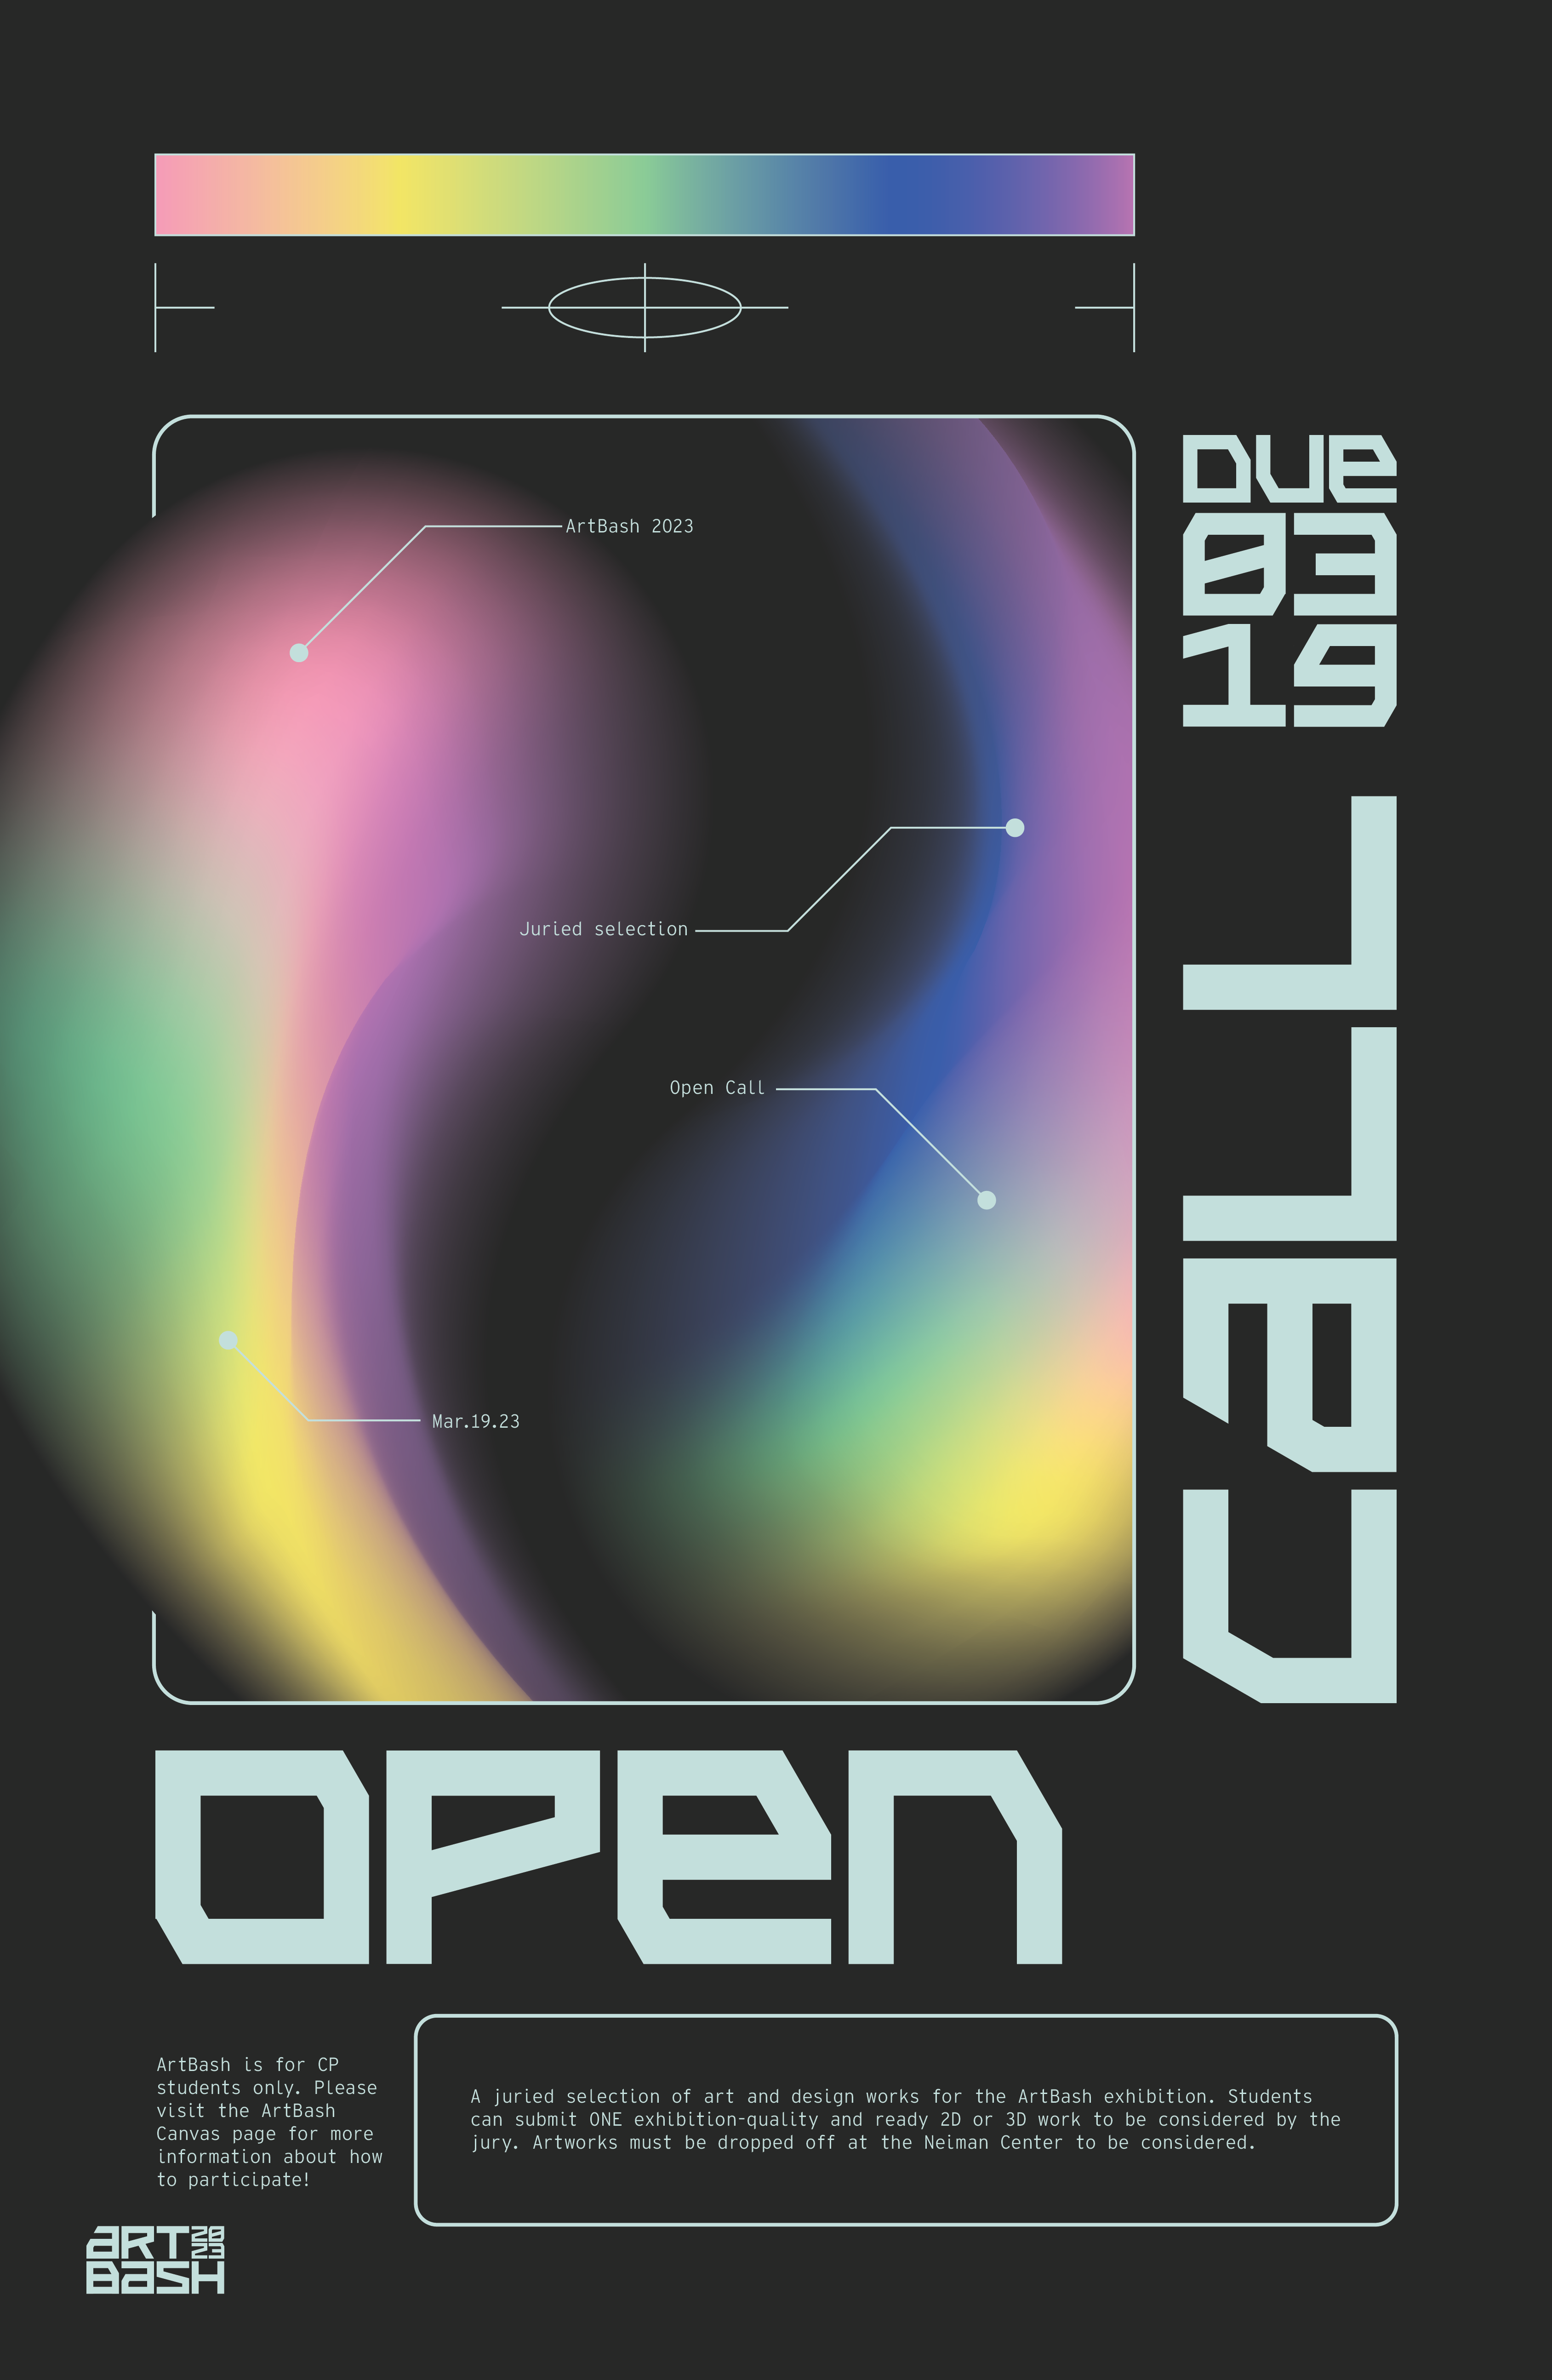 Due
03
19
ArtBash 2023
Juried selection
Open Call
Mar.19.23
call
open
ArtBash is for CP
students only. Please
visit the ArtBash
Canvas page for more
information about how
to participate!
A juried selection of art and design works for the ArtBash exhibition. Students
can submit ONE exhibition-quality and ready 2D or 3D work to be considered by the
jury. Artworks must be dropped off at the Neiman Center to be considered.
aRT 2023
BaSH